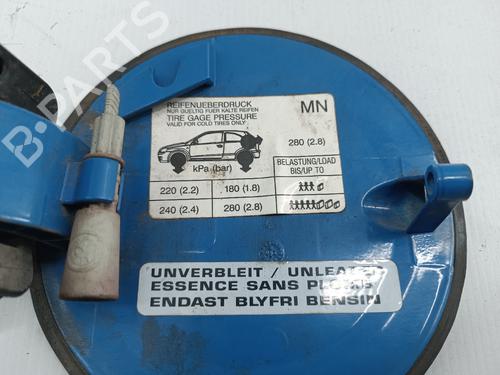 B-PARTS
REIFENUEBERDRUCK
NUR GUELTIG FUER KALTE REIFEN
TIRE GAGE PRESSURE
VALID FOR COLD TIRES ONLY
MN
280 (2.8)
kPa (bar)
BELASTUNG/LOAD
BIS/UP TO
220 (2.2) 180 (1.8)
240 (2.4) 280 (2.8)
UNVERBLEIT / UNLEADED
ESSENCE SANS PLOMB
ENDAST BLYFRI BENSIN